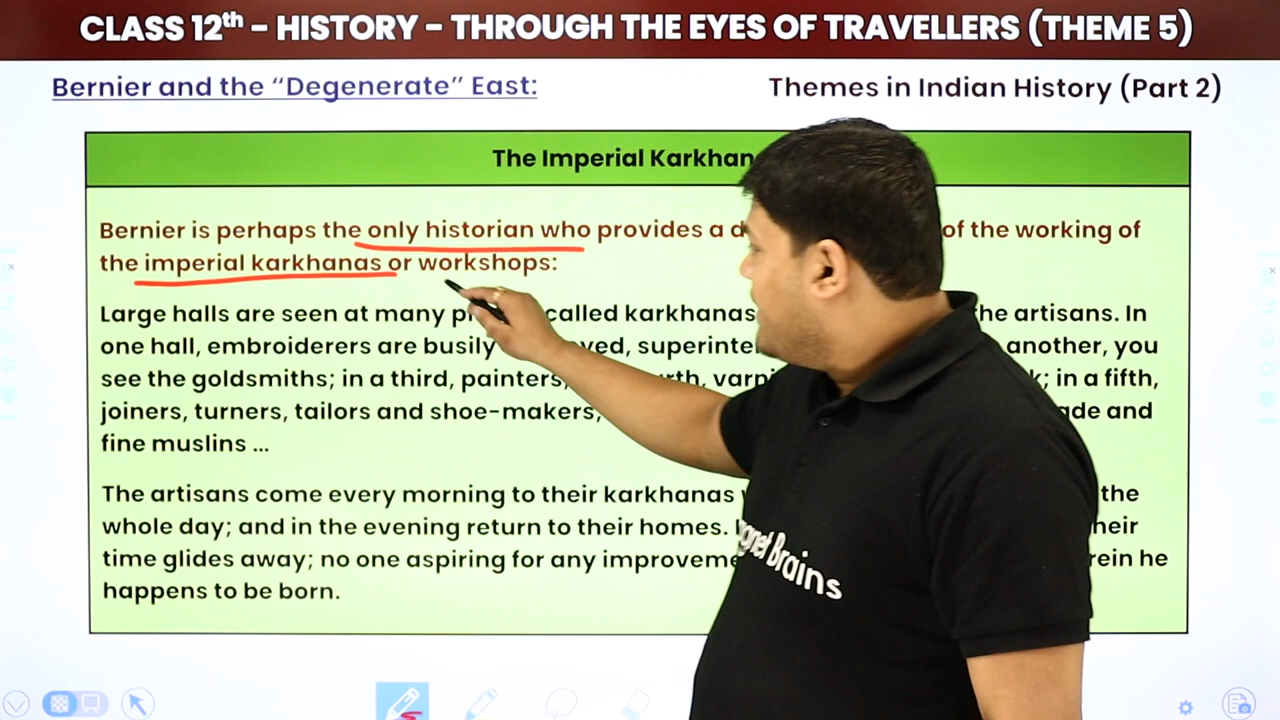 CLASS 12th – HISTORY – THROUGH THE EYES OF TRAVELLERS (THEME 5)
Bernier and the “Degenerate” East:
Themes in Indian History (Part 2)
The Imperial Karkhan
Bernier is perhaps the only historian who provides a d of the working of
the imperial karkhanas or workshops:
Large halls are seen at many p called karkhanas he artisans. In
one hall, embroiderers are busily yed, superinte another, you
see the goldsmiths; in a third, painters, rth, varn k; in a fifth,
joiners, turners, tailors and shoe-makers, ade and
fine muslins ...
The artisans come every morning to their karkhanas the
whole day; and in the evening return to their homes. heir
time glides away; no one aspiring for any improveme rein he
happens to be born.
gnet Brains